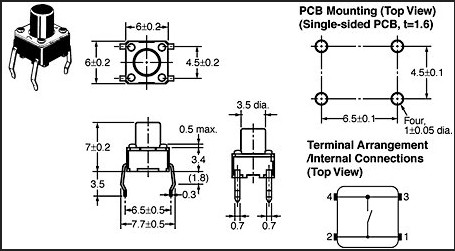 6±0.2
6±0.2
4.5±0.2
PCB Mounting (Top View)
(Single-sided PCB, t=1.6)
4.5±0.1
6.5±0.1
Four,
1±0.05 dia.
7±0.2
3.5
0.5 max.
3.4
(1.8)
0.3
6.5±0.5
7.7±0.5
3.5 dia.
0.7
0.7
Terminal Arrangement
/Internal Connections
(Top View)
4
3
2
1